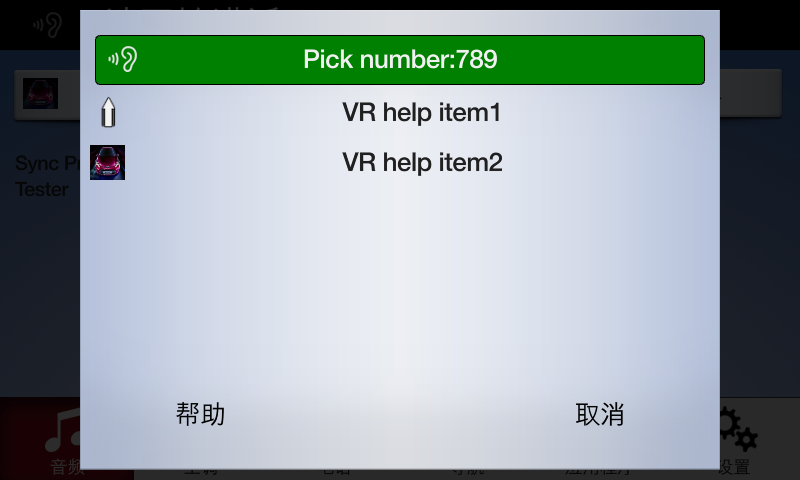 Pick number:789
VR help item1
VR help item2
Sync
Tester
帮助
取消
音频
设置